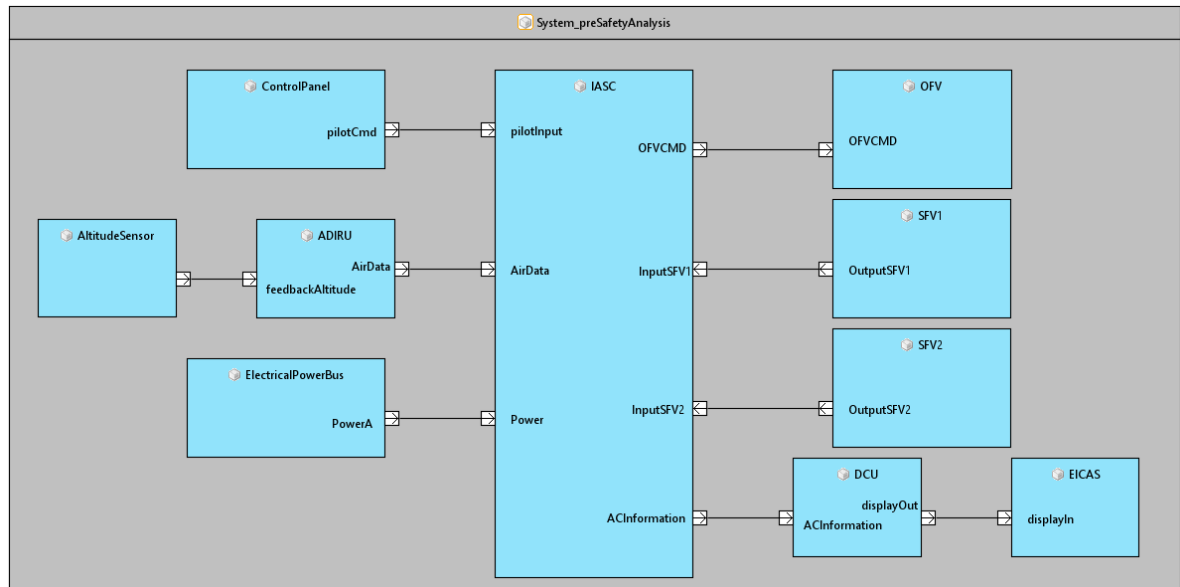 System_preSafetyAnalysis
ControlPanel
pilotCmd
IASC
pilotInput
OFVCMD
OFV
OFVCMD
AltitudeSensor
ADIRU
AirData
feedbackAltitude
AirData
InputSFV1
SFV1
OutputSFV1
ElectricalPowerBus
PowerA
Power
InputSFV2
SFV2
OutputSFV2
ACInformation
DCU
displayOut
ACInformation
EICAS
displayIn